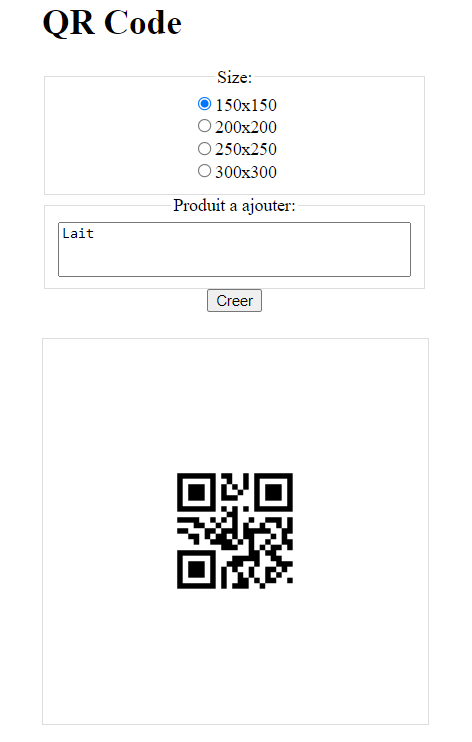 QR Code
Size:
150x150
200x200
250x250
300x300
Produit a ajouter:
Lait
Creer